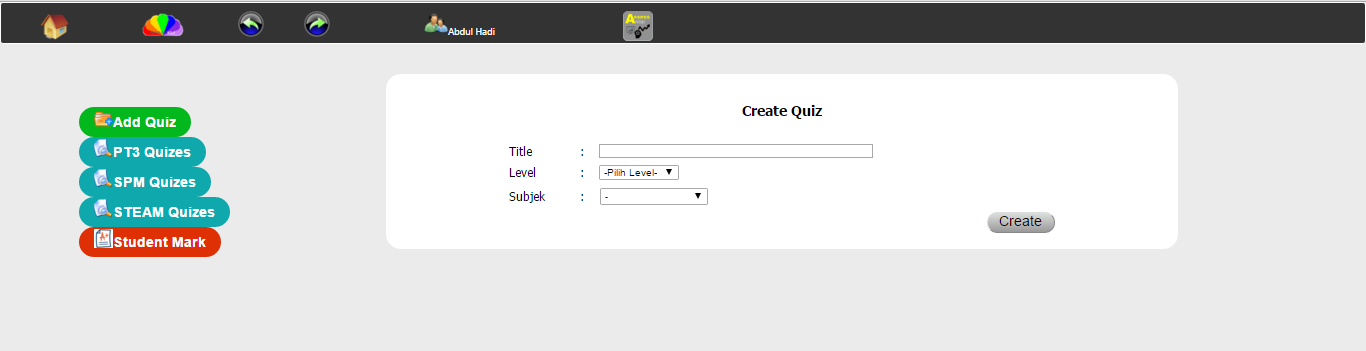 Abdul Hadi
Add Quiz
PT3 Quizes
SPM Quizes
STEAM Quizes
Student Mark
Create Quiz
Title :
Level : -Pilih Level-
Subjek : -
Create